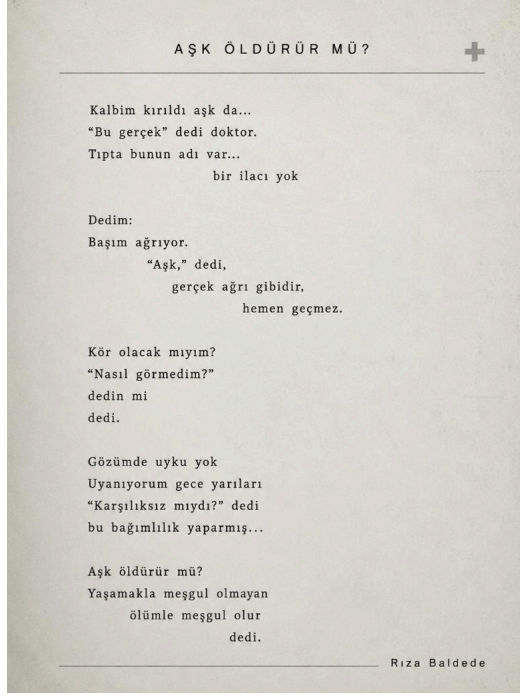 AŞK ÖLDÜRÜR MÜ?
Kalbim kırıldı aşk da...
“Bu gerçek” dedi doktor.
Tıpta bunun adı var...
bir ilacı yok
Dedim:
Başım ağrıyor.
“Aşk,” dedi,
gerçek ağrı gibidir,
hemen geçmez.
Kör olacak mıyım?
“Nasıl görmedim?”
dedin mi
dedi.
Gözümde uyku yok
Uyanıyorum gece yarıları
“Karşılıksız mıydı?” dedi
bu bağımlılık yaparmış...
Aşk öldürür mü?
Yaşamakla meşgul olmayan
ölümle meşgul olur
dedi.
Rıza Baldede